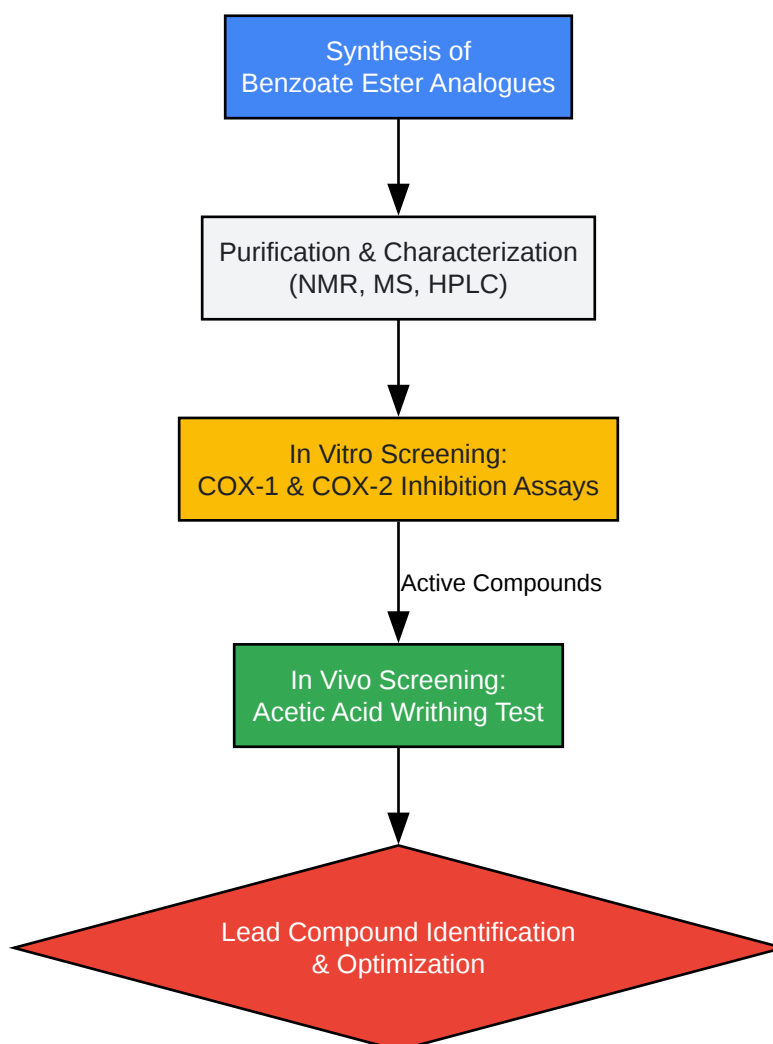 Synthesis of
Benzoate Ester Analogues
Purification & Characterization
(NMR, MS, HPLC)
In Vitro Screening:
COX-1 & COX-2 Inhibition Assays
Active Compounds
In Vivo Screening:
Acetic Acid Writhing Test
Lead Compound Identification
& Optimization